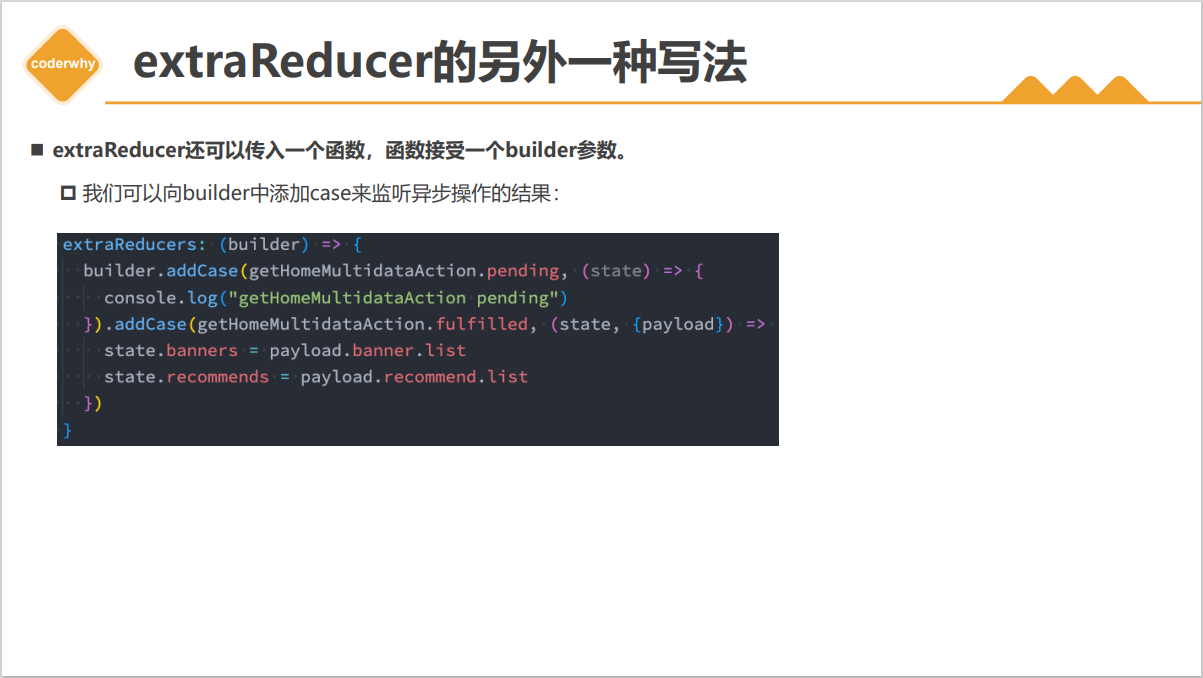 coderwhy
extraReducer的另外一种写法
extraReducer还可以传入一个函数，函数接受一个builder参数。
我们可以向builder中添加case来监听异步操作的结果：
extraReducers: (builder) => {
builder.addCase(getHomeMultidataAction.pending, (state) => {
console.log("getHomeMultidataAction pending")
}).addCase(getHomeMultidataAction.fulfilled, (state, {payload}) =>
state.banners = payload.banner.list
state.recommends = payload.recommend.list
})
}